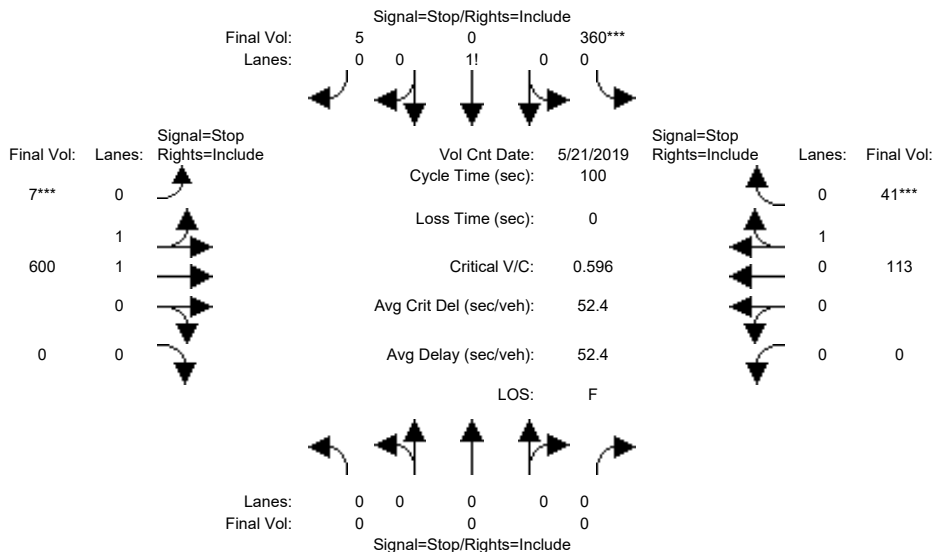 Signal=Stop/Rights=Include
Final Vol: 5 0 360***
Lanes: 0 0 1! 0 0
Signal=Stop Signal=Stop
Final Vol: Lanes: Rights=Include Vol Cnt Date: 5/21/2019 Rights=Include Lanes: Final Vol:
Cycle Time (sec): 100
7*** 0 0 41***
Loss Time (sec): 0
1 1
600 1 Critical V/C: 0.596 0 113
0 Avg Crit Del (sec/veh): 52.4 0
0 0 Avg Delay (sec/veh): 52.4 0 0
LOS: F
Lanes: 0 0 0 0 0
Final Vol: 0 0 0
Signal=Stop/Rights=Include